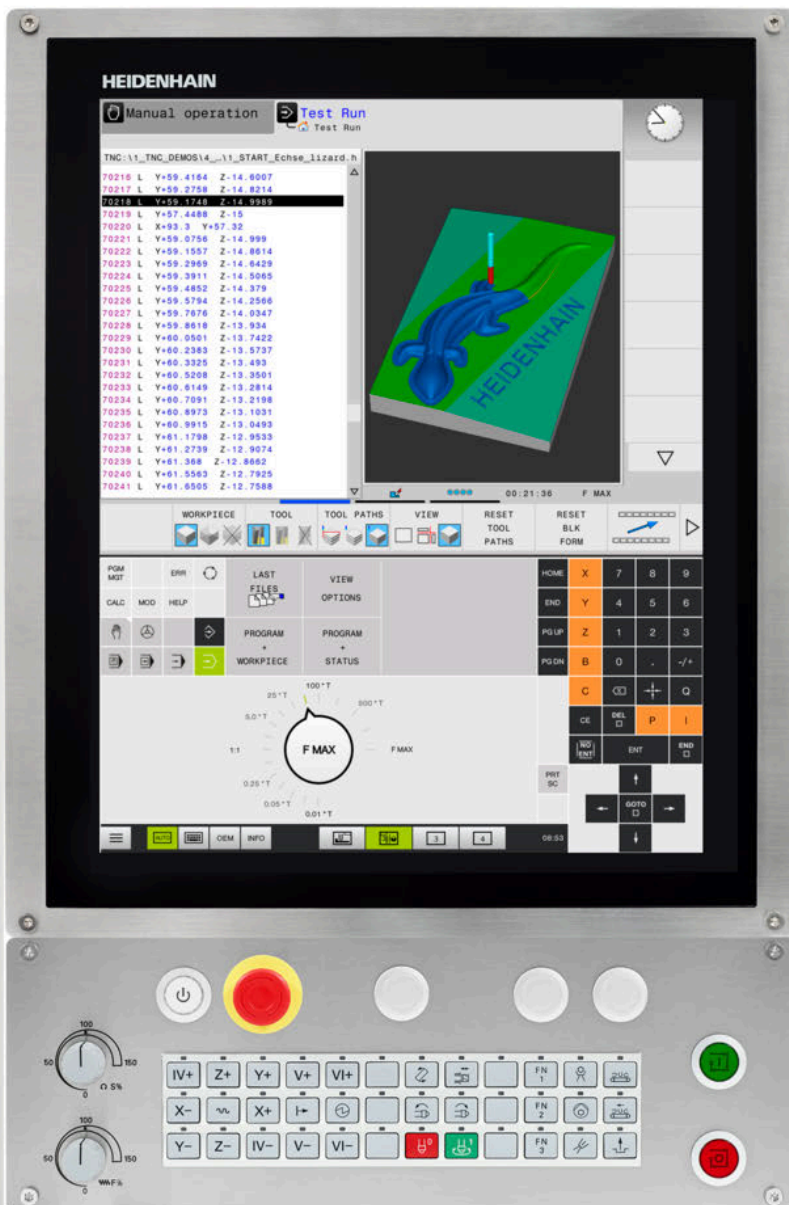 HEIDENHAIN
Manual operation
Test Run
Test Run
TNC:\1_TNC_DEMOS\4_…\1_START_Echse_lizard.h
70216 L Y+59.4164 Z-14.6007
70217 L Y+59.2758 Z-14.8214
70218 L Y+59.1748 Z-14.9989
70219 L Y+57.4488 Z-15
70220 L X+93.3 Y+57.32
70221 L Y+59.0756 Z-14.999
70222 L Y+59.1557 Z-14.8614
70223 L Y+59.2969 Z-14.6429
70224 L Y+59.3911 Z-14.5065
70225 L Y+59.4852 Z-14.379
70226 L Y+59.5794 Z-14.2566
70227 L Y+59.7676 Z-14.0347
70228 L Y+59.8618 Z-13.934
70229 L Y+60.0501 Z-13.7422
70230 L Y+60.2383 Z-13.5737
70231 L Y+60.3325 Z-13.493
70232 L Y+60.5208 Z-13.3501
70233 L Y+60.6149 Z-13.2814
70234 L Y+60.7091 Z-13.2198
70235 L Y+60.8973 Z-13.1031
70236 L Y+60.9915 Z-13.0493
70237 L Y+61.1798 Z-12.9533
70238 L Y+61.2739 Z-12.9074
70239 L Y+61.368 Z-12.8662
70240 L Y+61.5563 Z-12.7925
70241 L Y+61.6505 Z-12.7588
HEIDENHAIN
00:21:36 F MAX
WORKPIECE TOOL TOOL PATHS VIEW
RESET TOOL PATHS
RESET BLK FORM
PGM MGT ERR
CALC MOD HELP
LAST FILES
VIEW OPTIONS
PROGRAM + WORKPIECE
PROGRAM + STATUS
HOME X 7 8 9
END Y 4 5 6
PG UP Z 1 2 3
PG DN B 0 . -/+
C Q
CE DEL P I
NO ENT ENT END
PRT SC
GOTO
100*T
25*T 500*T
5.0*T
1:1 F MAX F MAX
0.25*T
0.05*T
0.01*T
AUTO OEM INFO 3 4 08:53
100
50 150
0 S%
IV+ Z+ Y+ V+ VI+ FN 1
X- X+ FN 2
Y- Z- IV- V- VI- 0 1 FN 3
100
50 150
0 F%
I
O